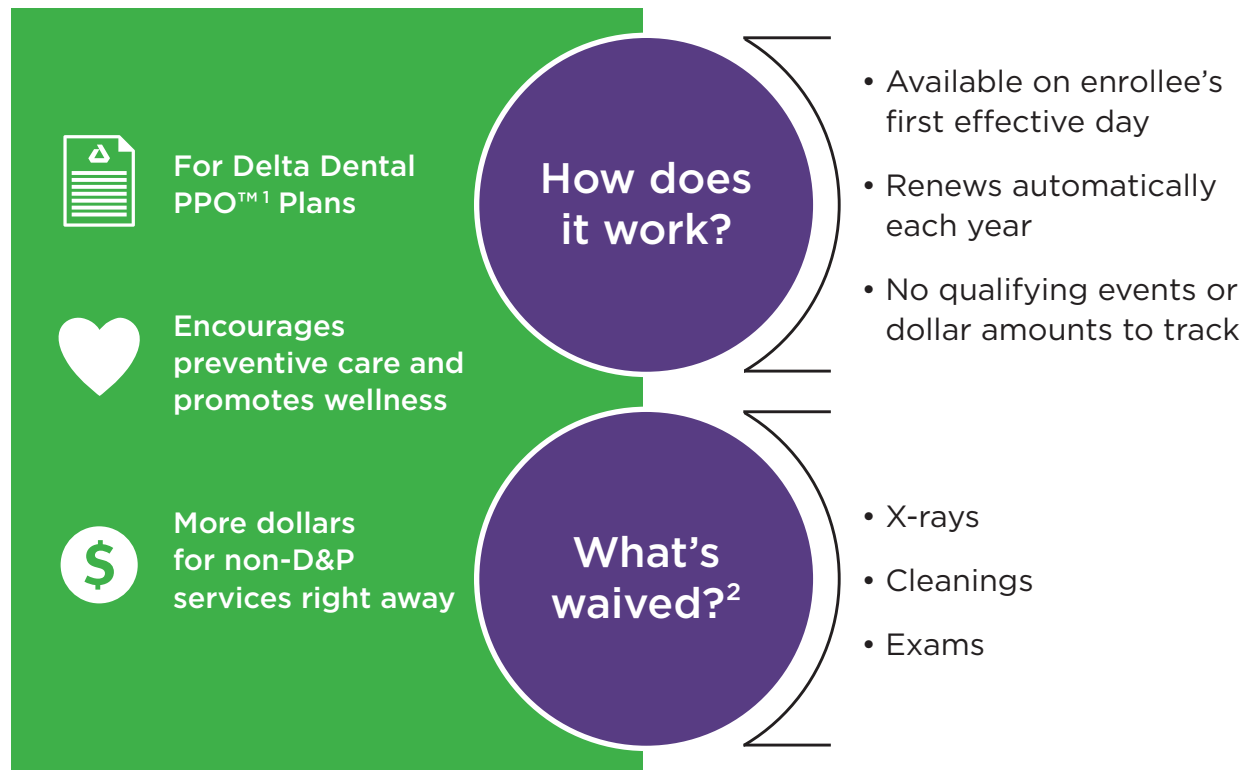 For Delta Dental
PPO™¹ Plans
Encourages
preventive care and
promotes wellness
$
More dollars
for non-D&P
services right away
How does
it work?
• Available on enrollee’s
first effective day
• Renews automatically
each year
• No qualifying events or
dollar amounts to track
What’s
waived?²
• X-rays
• Cleanings
• Exams